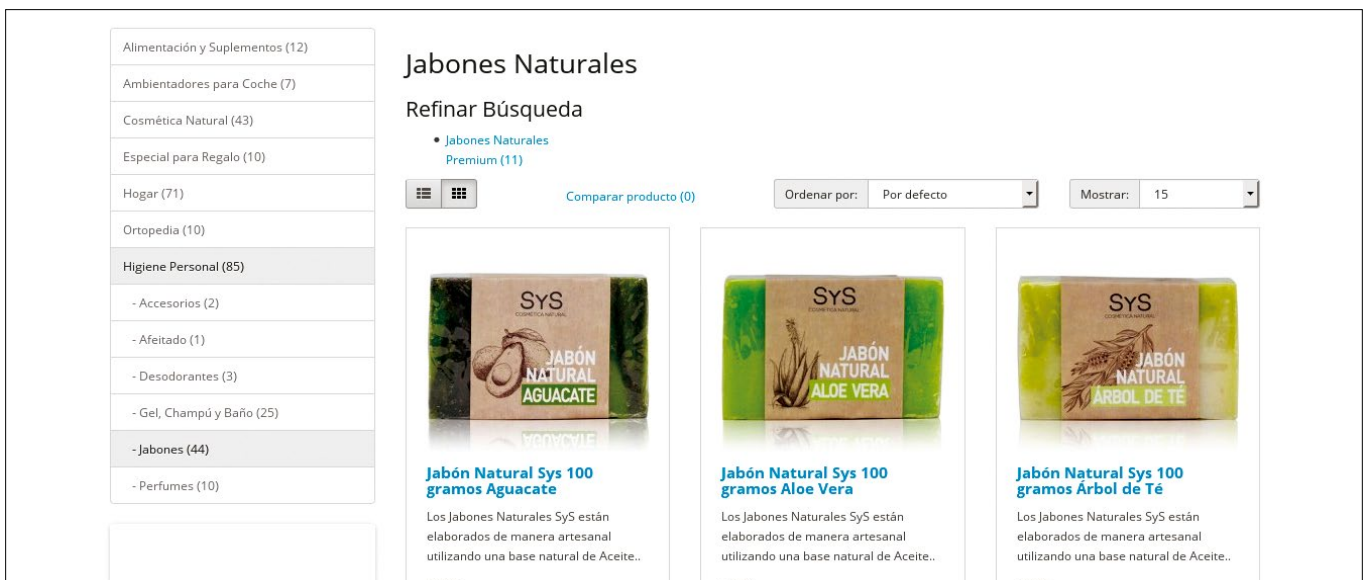 Alimentación y Suplementos (12)
Ambientadores para Coche (7)
Cosmética Natural (43)
Especial para Regalo (10)
Hogar (71)
Ortopedia (10)
Higiene Personal (85)
- Accesorios (2)
- Afeitado (1)
- Desodorantes (3)
- Gel, Champú y Baño (25)
- Jabones (44)
- Perfumes (10)
Jabones Naturales
Refinar Búsqueda
Jabones Naturales
Premium (11)
Comparar producto (0)
Ordenar por: Por defecto
Mostrar: 15
SYS
COSMÉTICA NATURAL
JABÓN
NATURAL
AGUACATE
Jabón Natural Sys 100
gramos Aguacate
Los Jabones Naturales SyS están
elaborados de manera artesanal
utilizando una base natural de Aceite..
SYS
COSMÉTICA NATURAL
JABÓN
NATURAL
ALOE VERA
Jabón Natural Sys 100
gramos Aloe Vera
Los Jabones Naturales SyS están
elaborados de manera artesanal
utilizando una base natural de Aceite..
SYS
COSMÉTICA NATURAL
JABÓN
NATURAL
ÁRBOL DE TÉ
Jabón Natural Sys 100
gramos Árbol de Té
Los Jabones Naturales SyS están
elaborados de manera artesanal
utilizando una base natural de Aceite..